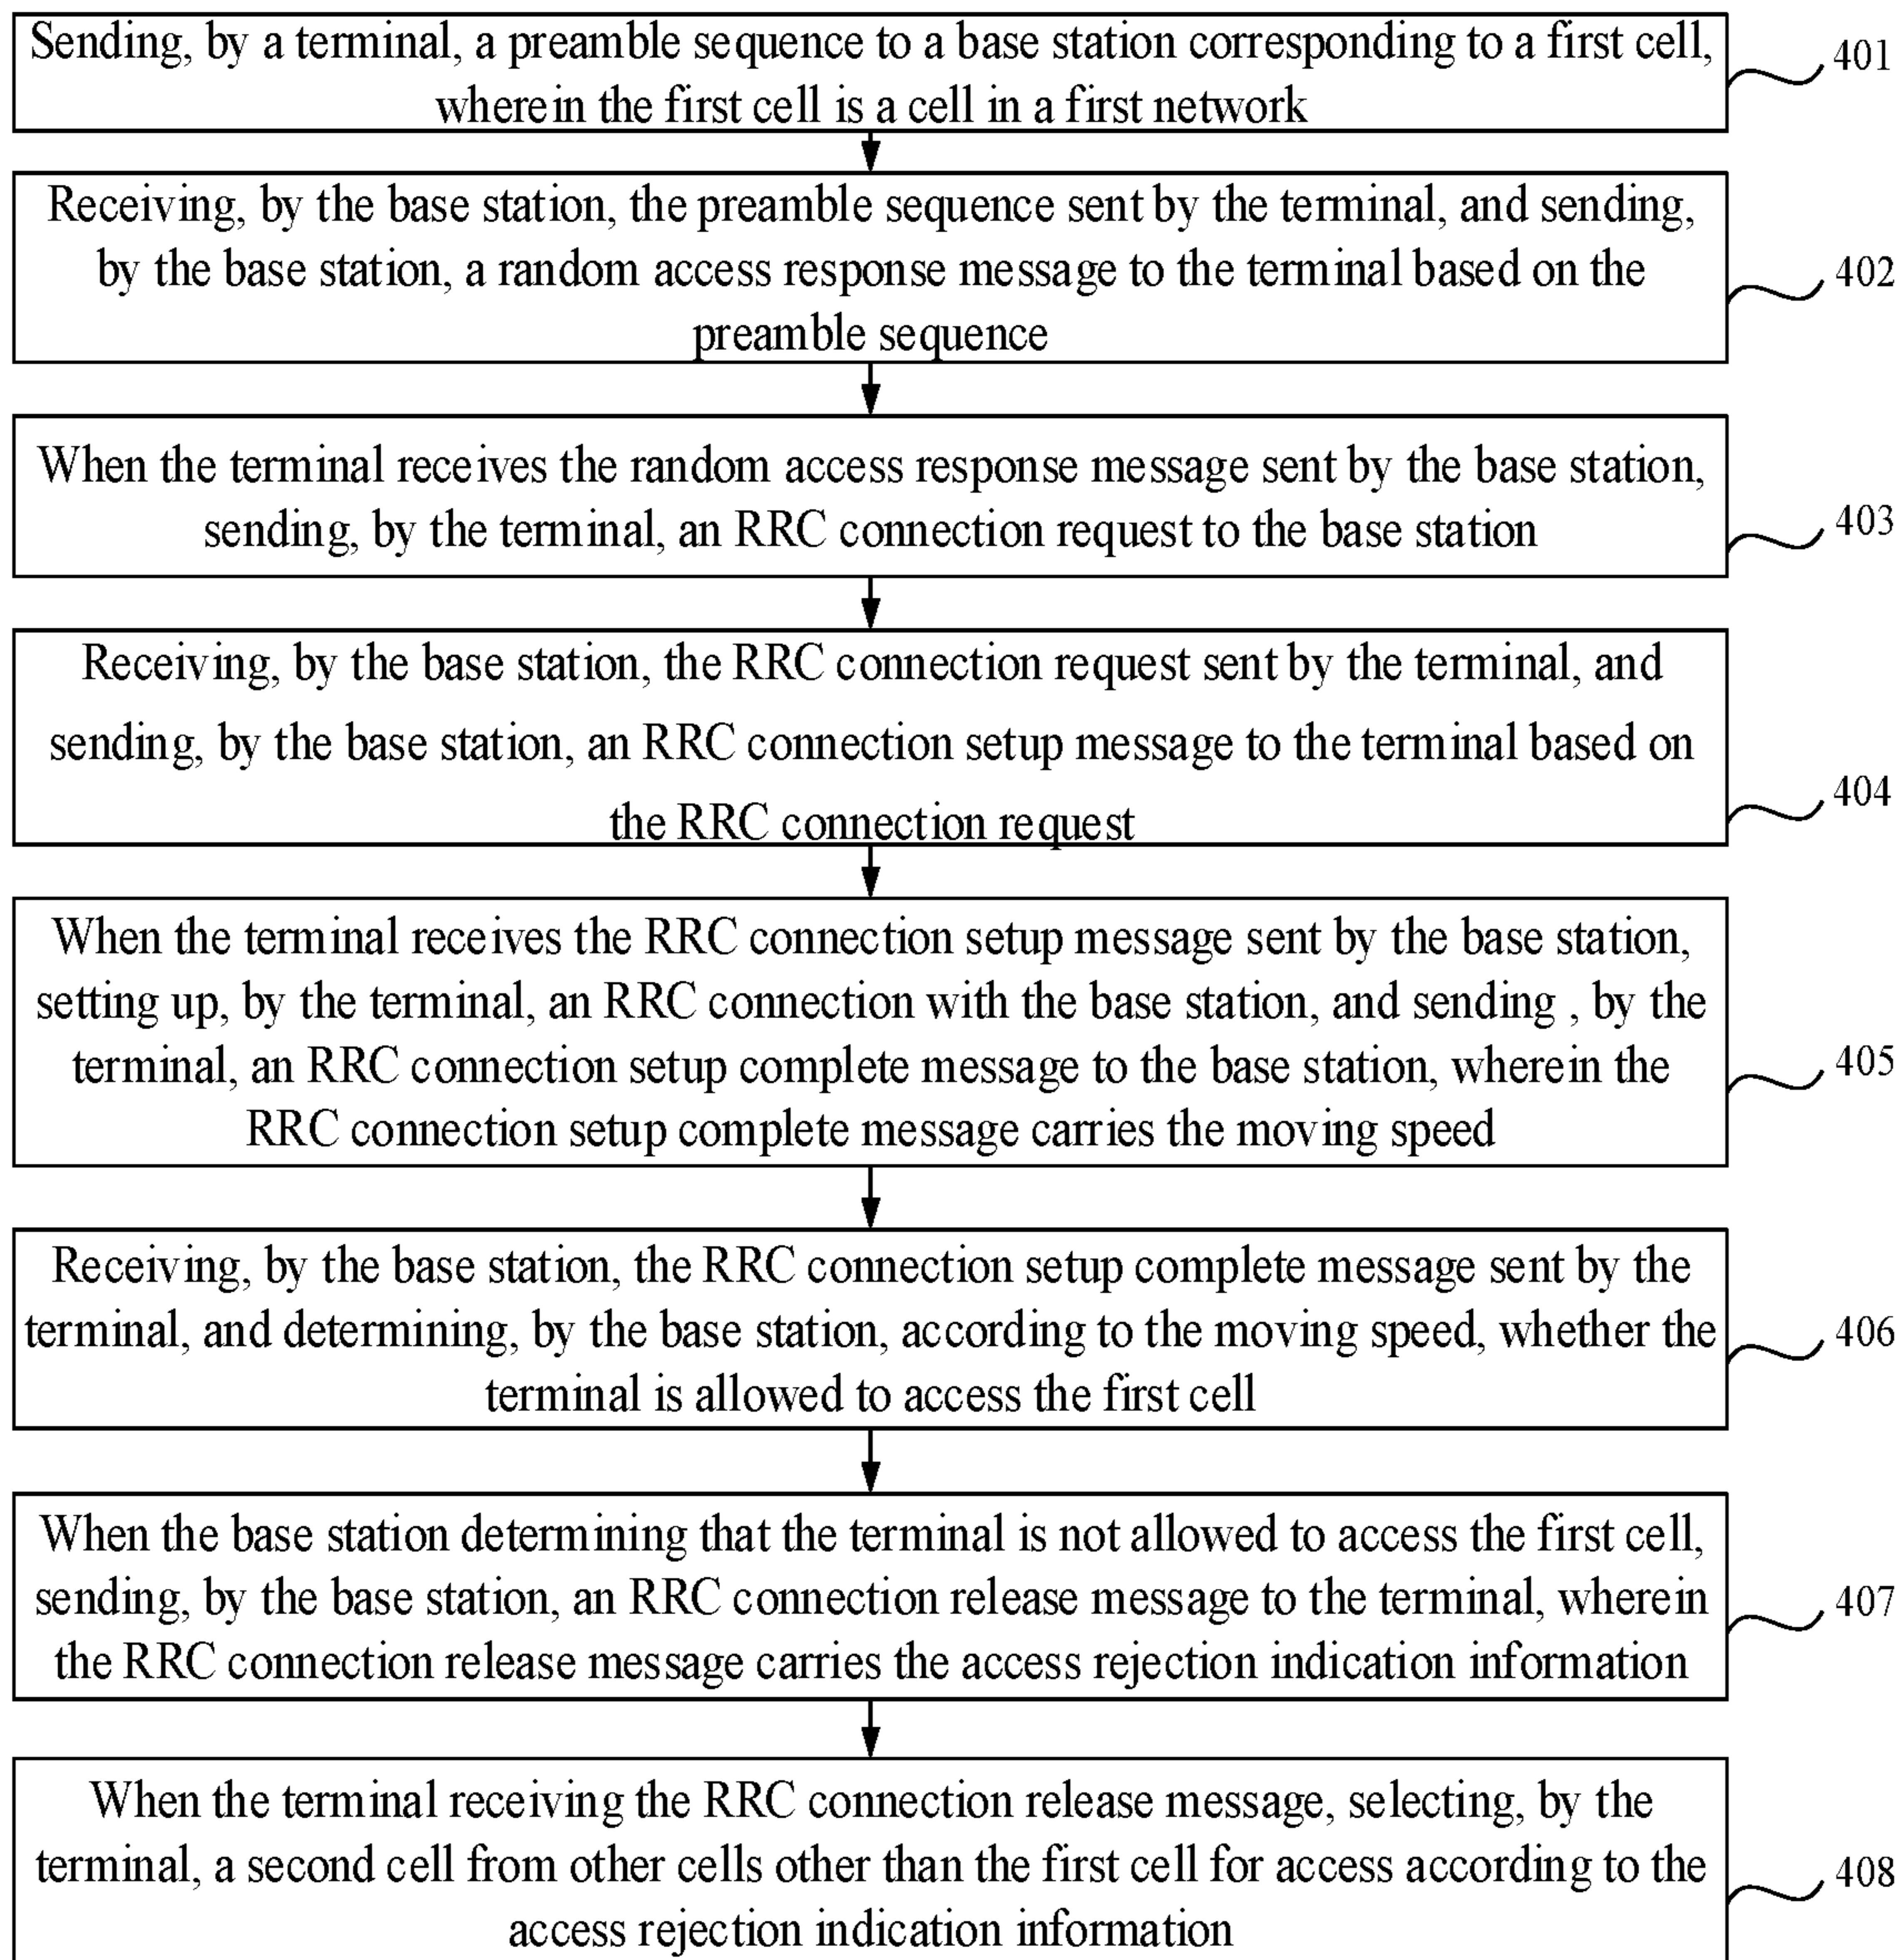 Sending, by a terminal, a preamble sequence to a base station corresponding to a first cell,
wherein the first cell is a cell in a first network
401
Receiving, by the base station, the preamble sequence sent by the terminal, and sending,
by the base station, a random access response message to the terminal based on the
preamble sequence
402
When the terminal receives the random access response message sent by the base station,
sending, by the terminal, an RRC connection request to the base station
403
Receiving, by the base station, the RRC connection request sent by the terminal, and
sending, by the base station, an RRC connection setup message to the terminal based on
the RRC connection request
404
When the terminal receives the RRC connection setup message sent by the base station,
setting up, by the terminal, an RRC connection with the base station, and sending , by the
terminal, an RRC connection setup complete message to the base station, wherein the
RRC connection setup complete message carries the moving speed
405
Receiving, by the base station, the RRC connection setup complete message sent by the
terminal, and determining, by the base station, according to the moving speed, whether the
terminal is allowed to access the first cell
406
When the base station determining that the terminal is not allowed to access the first cell,
sending, by the base station, an RRC connection release message to the terminal, wherein
the RRC connection release message carries the access rejection indication information
407
When the terminal receiving the RRC connection release message, selecting, by the
terminal, a second cell from other cells other than the first cell for access according to the
access rejection indication information
408